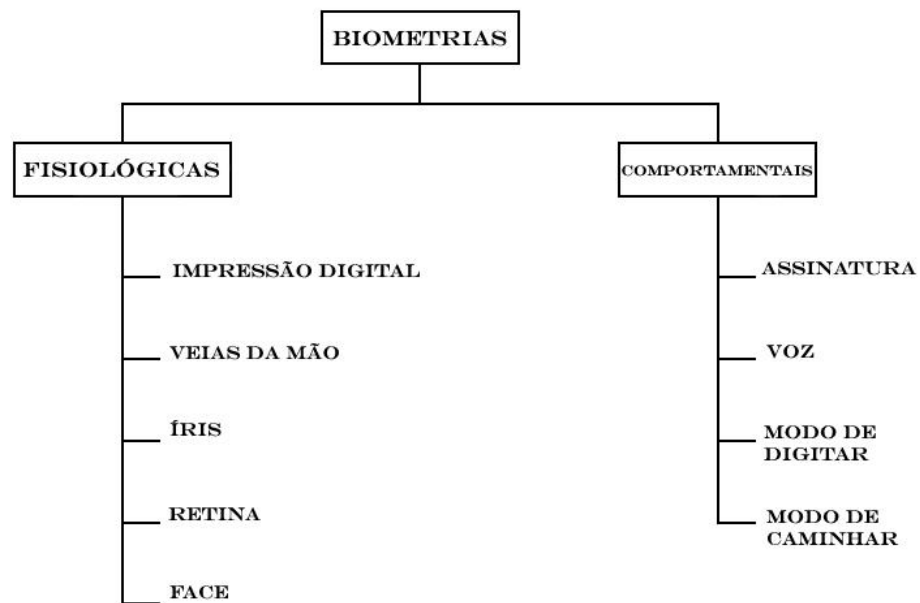 BIOMETRIAS
FISIOLÓGICAS
IMPRESSÃO DIGITAL
VEIAS DA MÃO
ÍRIS
RETINA
FACE
COMPORTAMENTAIS
ASSINATURA
VOZ
MODO DE
DIGITAR
MODO DE
CAMINHAR